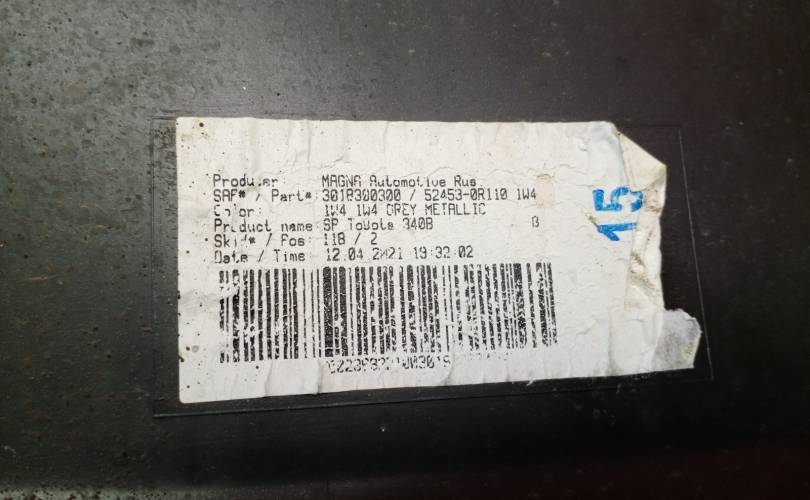 Producer MAGNA Automotive Rus
SAP# / Part# 3018300300 / 52453-0R110 1W4
Color: 1W4 1W4 GREY METALLIC
Product name SP Toyota 340B B
Skid# / Pos 118 / 2
Date / Time 12.04.2021 19:32:02
15